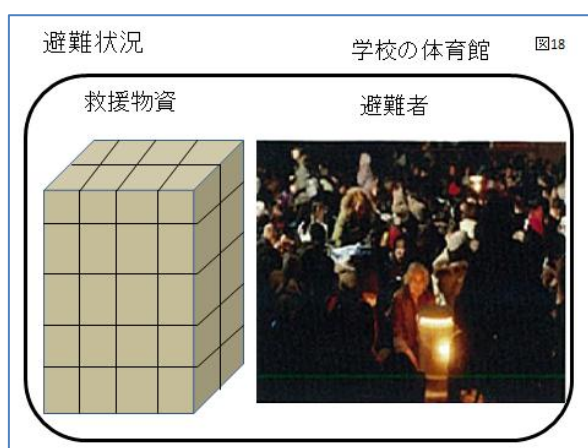 避難状況
学校の体育館
図18
救援物資
避難者